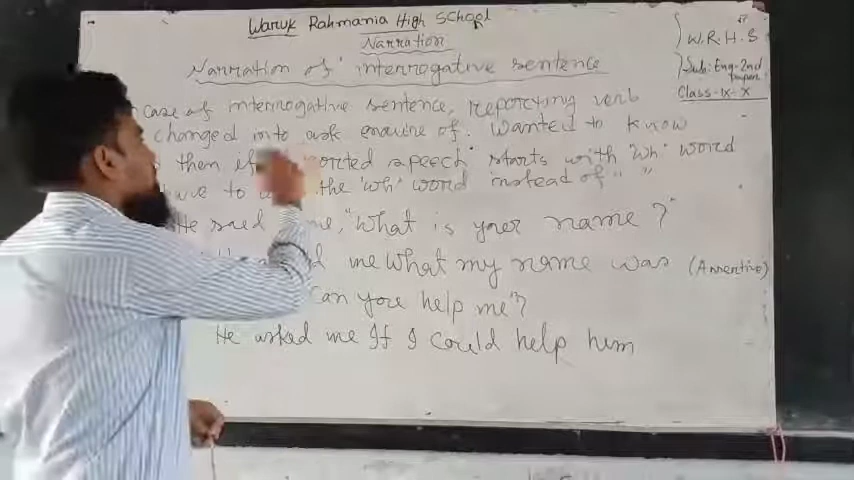 Waruk Rahmania High School
Narration
W.R.H.S
Sub: Eng-2nd
Class-IX-X
Narration of interrogative sentence
case of interrogative sentence, reporting verb
changed into ask enquire of. wanted to know
then if speech starts with 'wh' word
to the 'wh' word instead of " "
He said me, "What is your name?"
me what my name was (Assertive)
Can you help me"?
He asked me If I could help him